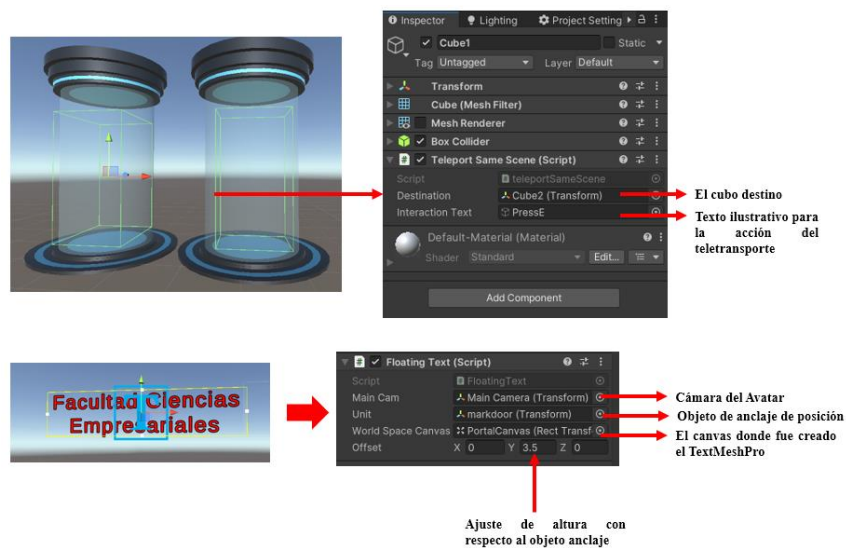 Inspector Lighting Project Setting
Cube1 Static
Tag Untagged Layer Default
Transform
Cube (Mesh Filter)
Mesh Renderer
Box Collider
# Teleport Same Scene (Script)
Script # teleportSameScene
Destination Cube2 (Transform)
El cubo destino
Interaction Text PressE
Texto ilustrativo para
la acción del
teletransporte
Default-Material (Material)
Shader Standard Edit...
Add Component
Facultad Ciencias
Empresariales
# Floating Text (Script)
Script # FloatingText
Main Cam Main Camera (Transform)
Cámara del Avatar
Unit markdoor (Transform)
Objeto de anclaje de posición
World Space Canvas PortalCanvas (Rect Transf
El canvas donde fue creado
el TextMeshPro
Offset X 0 Y 3.5 Z 0
Ajuste de altura con
respecto al objeto anclaje